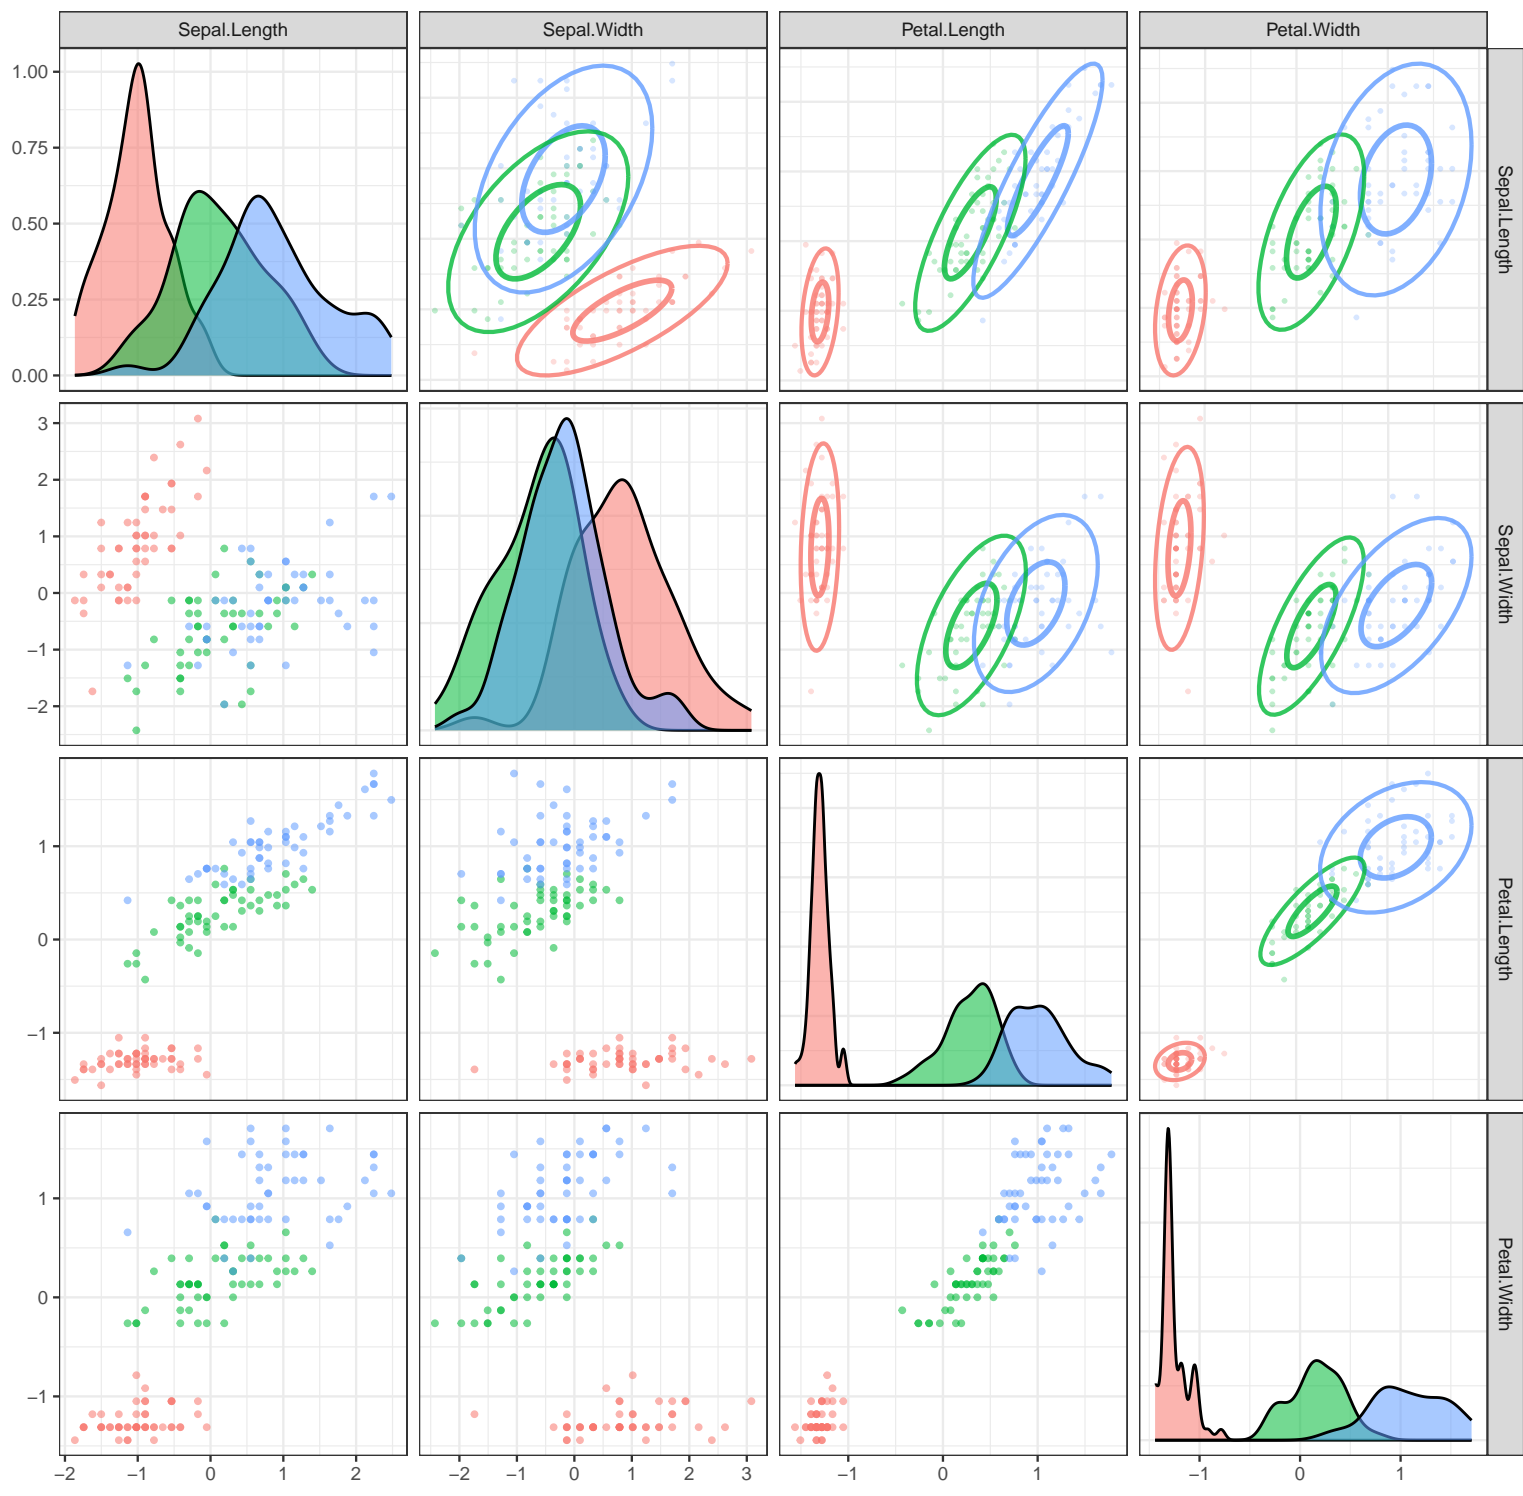 Sepal.Length Sepal.Width Petal.Length Petal.Width
1.00
0.75
0.50
0.25
0.00
Sepal.Length
3
2
1
0
−1
−2
Sepal.Width
1
0
−1
Petal.Length
1
0
−1
Petal.Width
−2 −1 0 1 2 −2 −1 0 1 2 3 −1 0 1 −1 0 1